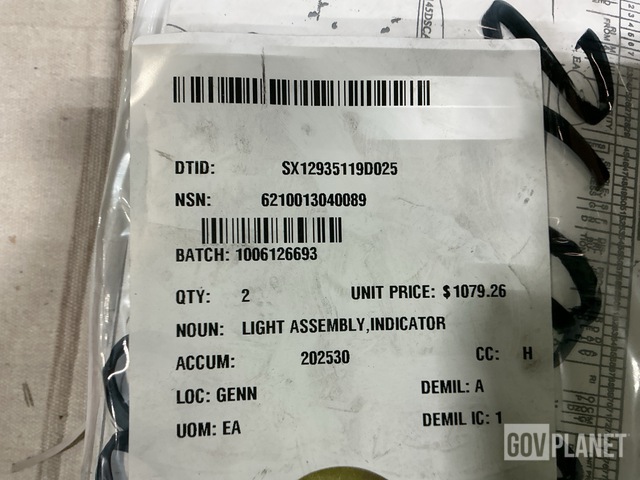 DTID: SX12935119D025
NSN: 6210013040089
BATCH: 1006126693
QTY: 2 UNIT PRICE: $1079.26
NOUN: LIGHT ASSEMBLY,INDICATOR
ACCUM: 202530 CC: H
LOC: GENN DEMIL: A
UOM: EA DEMIL IC: 1
GOVPLANET